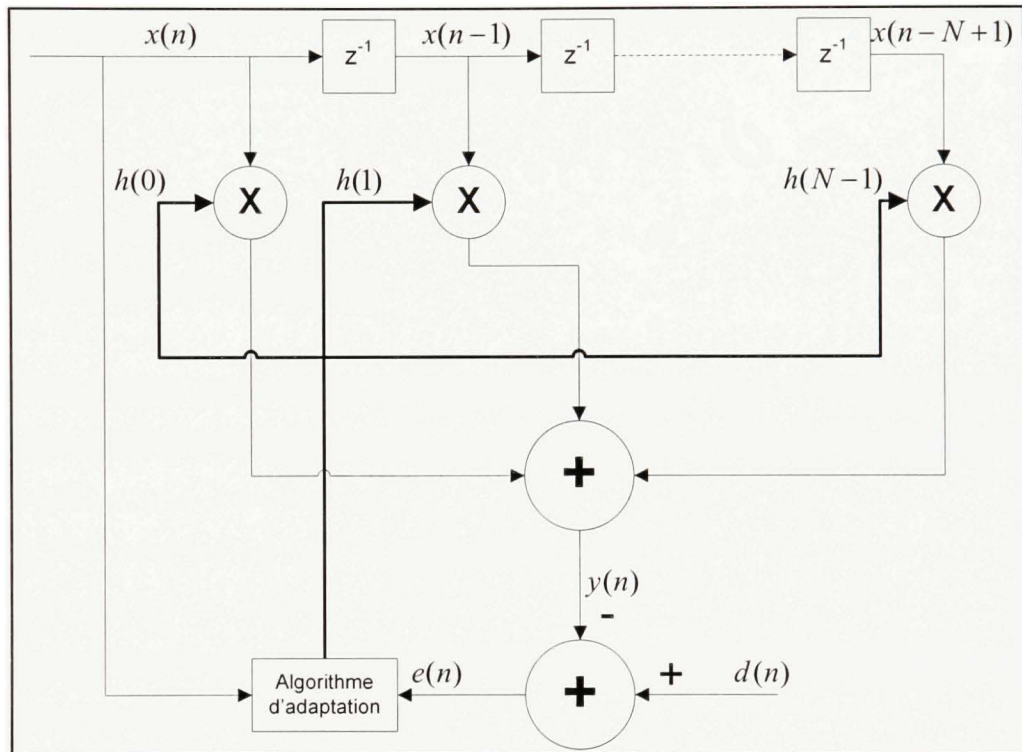 x(n)
z⁻¹
x(n−1)
z⁻¹
z⁻¹
x(n−N+1)
h(0)
X
h(1)
X
h(N−1)
X
+
y(n)
-
Algorithme
d'adaptation
e(n)
+
+
d(n)